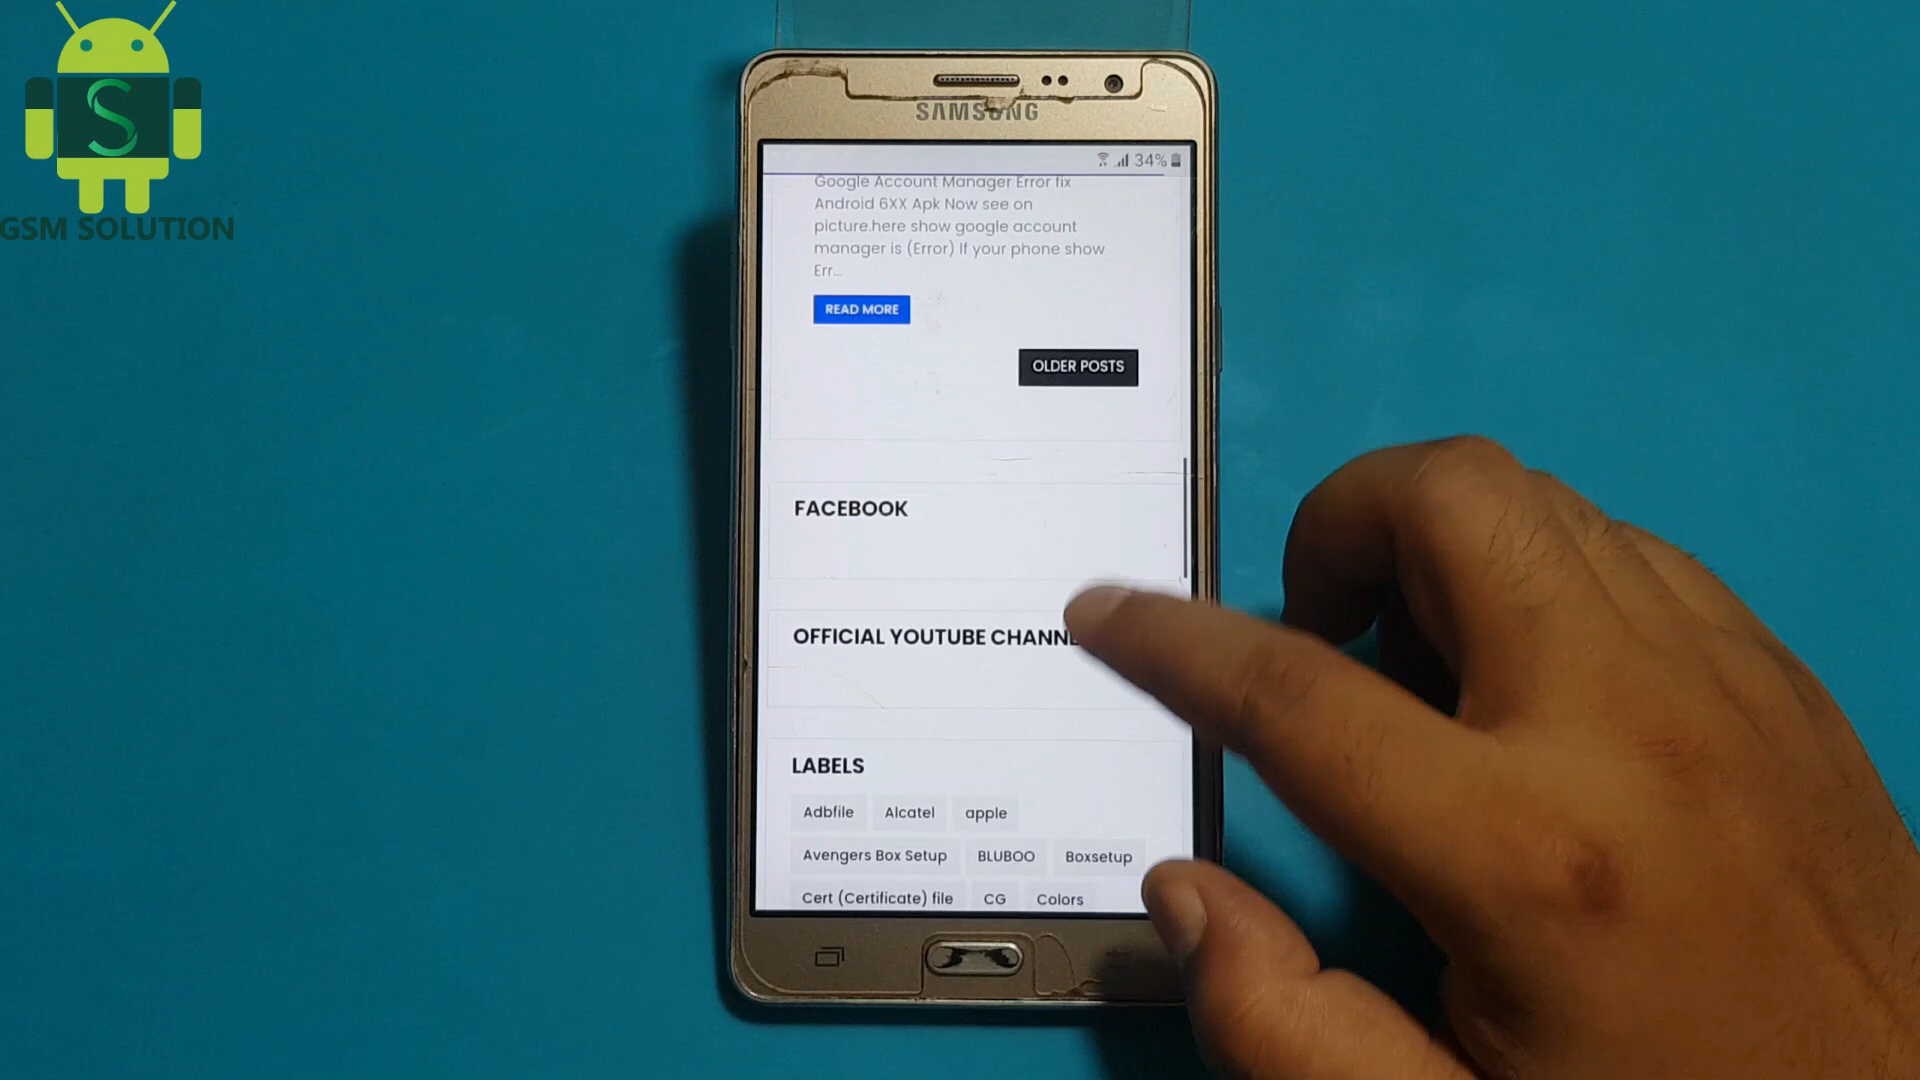 S
GSM SOLUTION
SAMSUNG
34%
Google Account Manager Error fix
Android 6XX Apk Now see on
picture.here show google account
manager is (Error) If your phone show
Err...
READ MORE
OLDER POSTS
FACEBOOK
OFFICIAL YOUTUBE CHANNE
LABELS
Adbfile Alcatel apple
Avengers Box Setup BLUBOO Boxsetup
Cert (Certificate) file CG Colors